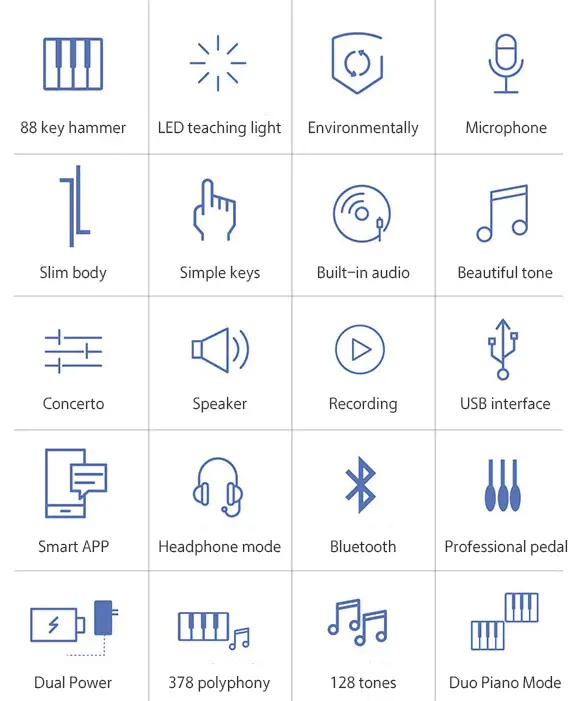 88 key hammer
LED teaching light
Environmentally
Microphone
Slim body
Simple keys
Built-in audio
Beautiful tone
Concerto
Speaker
Recording
USB interface
Smart APP
Headphone mode
Bluetooth
Professional pedal
Dual Power
378 polyphony
128 tones
Duo Piano Mode